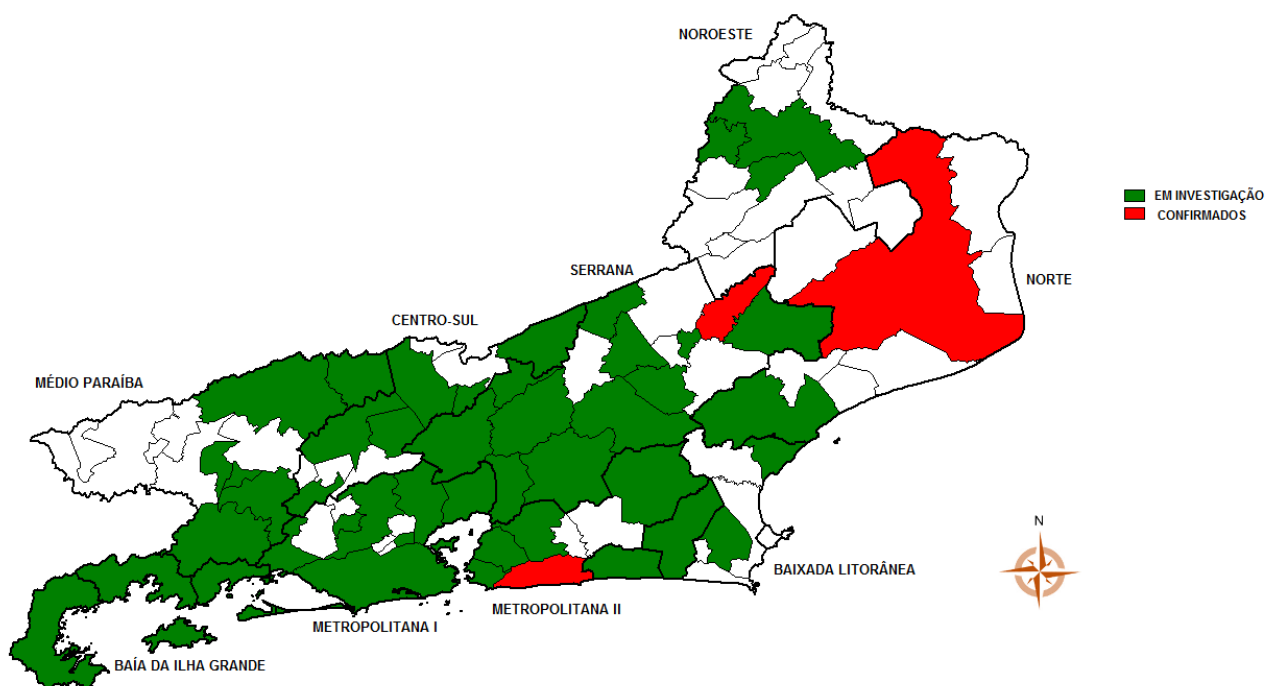 NOROESTE
EM INVESTIGAÇÃO
CONFIRMADOS
SERRANA
NORTE
CENTRO-SUL
MÉDIO PARAÍBA
N
BAIXADA LITORÂNEA
METROPOLITANA II
METROPOLITANA I
BAÍA DA ILHA GRANDE